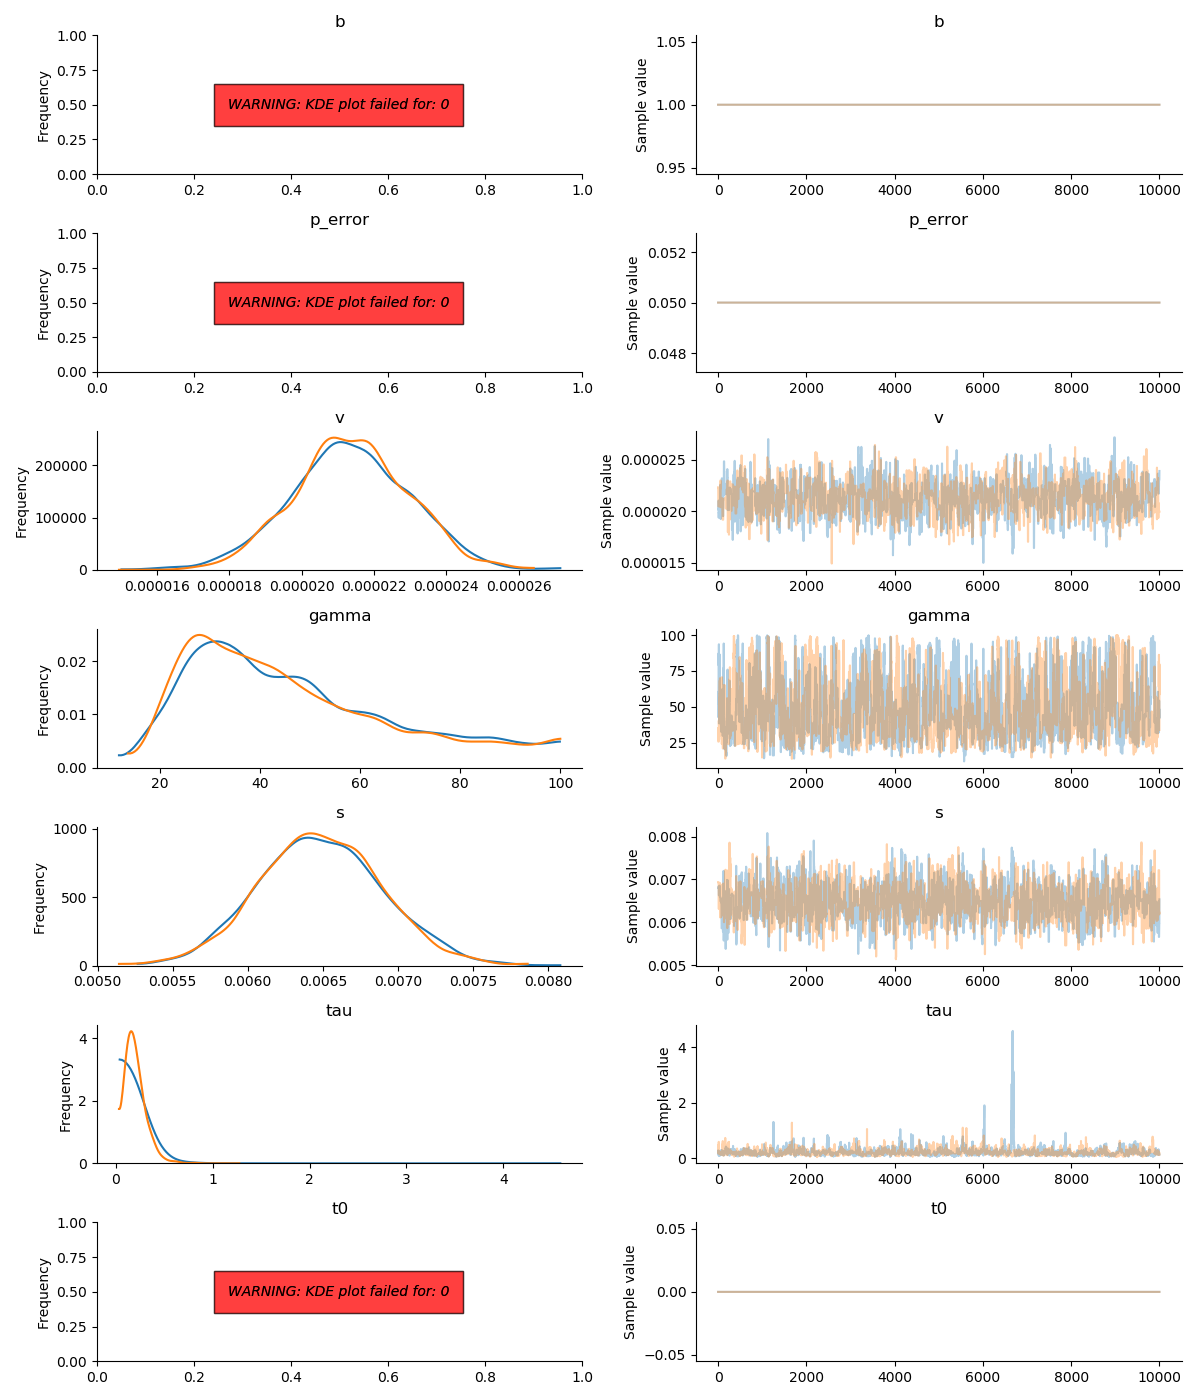 b
b
1.00
0.75
0.50
0.25
0.00
Frequency
WARNING: KDE plot failed for: 0
0.0 0.2 0.4 0.6 0.8 1.0
1.05
1.00
0.95
Sample value
0 2000 4000 6000 8000 10000
p_error
p_error
1.00
0.75
0.50
0.25
0.00
Frequency
WARNING: KDE plot failed for: 0
0.0 0.2 0.4 0.6 0.8 1.0
0.052
0.050
0.048
Sample value
0 2000 4000 6000 8000 10000
v
v
200000
100000
0
Frequency
0.000016 0.000018 0.000020 0.000022 0.000024 0.000026
0.000025
0.000020
0.000015
Sample value
0 2000 4000 6000 8000 10000
gamma
gamma
0.02
0.01
0.00
Frequency
20 40 60 80 100
100
75
50
25
Sample value
0 2000 4000 6000 8000 10000
s
s
1000
500
0
Frequency
0.0050 0.0055 0.0060 0.0065 0.0070 0.0075 0.0080
0.008
0.007
0.006
0.005
Sample value
0 2000 4000 6000 8000 10000
tau
tau
4
2
0
Frequency
0 1 2 3 4
4
2
0
Sample value
0 2000 4000 6000 8000 10000
t0
t0
1.00
0.75
0.50
0.25
0.00
Frequency
WARNING: KDE plot failed for: 0
0.0 0.2 0.4 0.6 0.8 1.0
0.05
0.00
−0.05
Sample value
0 2000 4000 6000 8000 10000